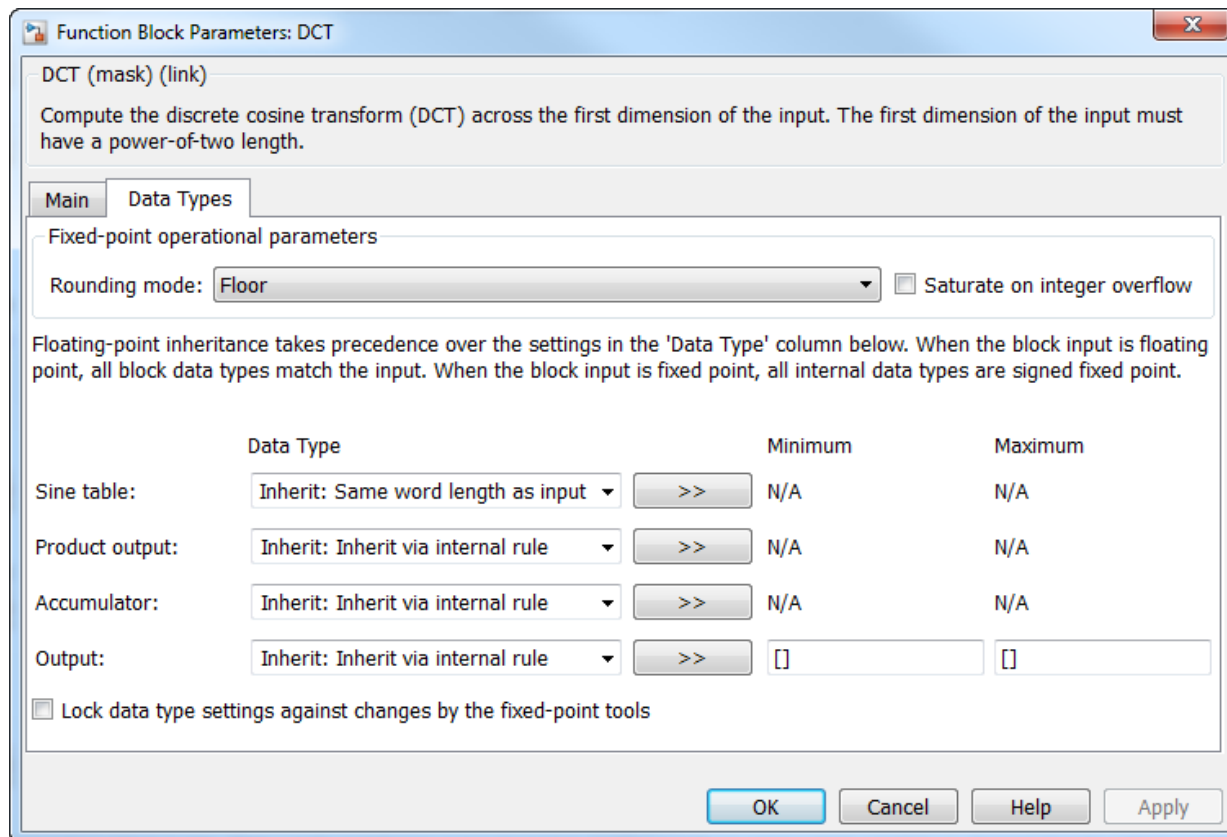 Function Block Parameters: DCT
DCT (mask) (link)
Compute the discrete cosine transform (DCT) across the first dimension of the input. The first dimension of the input must
have a power-of-two length.
Main Data Types
Fixed-point operational parameters
Rounding mode: Floor Saturate on integer overflow
Floating-point inheritance takes precedence over the settings in the 'Data Type' column below. When the block input is floating
point, all block data types match the input. When the block input is fixed point, all internal data types are signed fixed point.
Data Type Minimum Maximum
Sine table: Inherit: Same word length as input >> N/A N/A
Product output: Inherit: Inherit via internal rule >> N/A N/A
Accumulator: Inherit: Inherit via internal rule >> N/A N/A
Output: Inherit: Inherit via internal rule >> [] []
Lock data type settings against changes by the fixed-point tools
OK Cancel Help Apply